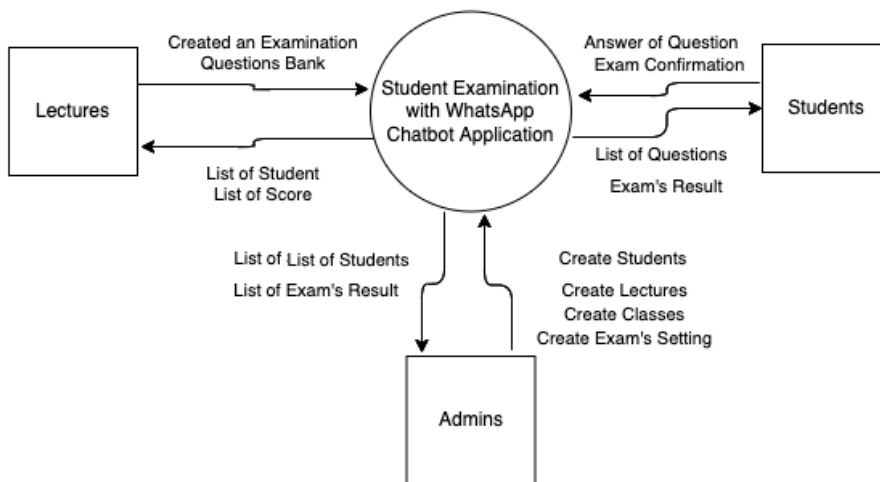 Created an Examination
Questions Bank
Answer of Question
Exam Confirmation
Lectures
Student Examination
with WhatsApp
Chatbot Application
Students
List of Student
List of Score
List of Questions
Exam's Result
List of List of Students
List of Exam's Result
Create Students
Create Lectures
Create Classes
Create Exam's Setting
Admins